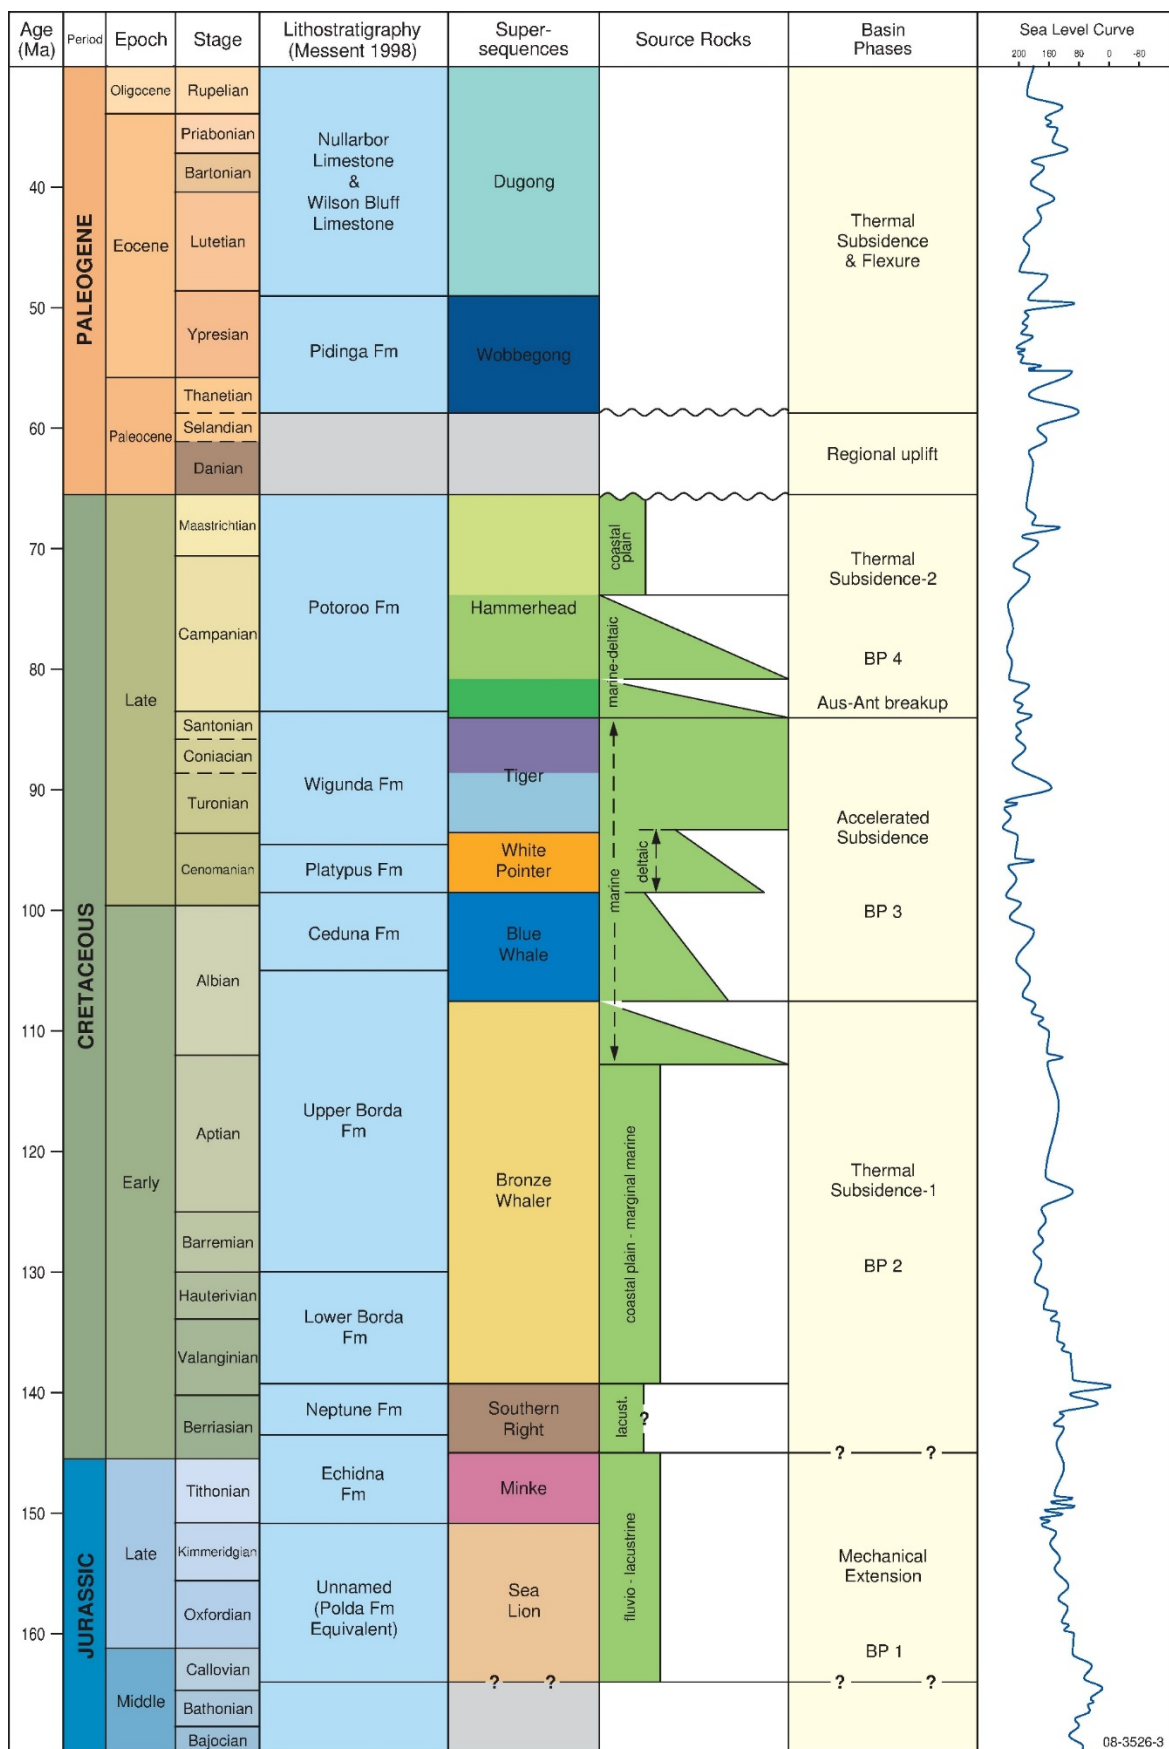 Age
(Ma)
Period
Epoch
Stage
Lithostratigraphy
(Messent 1998)
Super-
sequences
Source Rocks
Basin
Phases
Sea Level Curve
200 160 80 0 -80
40
50
60
70
80
90
100
110
120
130
140
150
160
PALEOGENE
CRETACEOUS
JURASSIC
Oligocene
Eocene
Paleocene
Late
Early
Late
Middle
Rupelian
Priabonian
Bartonian
Lutetian
Ypresian
Thanetian
Selandian
Danian
Maastrichtian
Campanian
Santonian
Coniacian
Turonian
Cenomanian
Albian
Aptian
Barremian
Hauterivian
Valanginian
Berriasian
Tithonian
Kimmeridgian
Oxfordian
Callovian
Bathonian
Bajocian
Nullarbor
Limestone
&
Wilson Bluff
Limestone
Pidinga Fm
Potoroo Fm
Wigunda Fm
Platypus Fm
Ceduna Fm
Upper Borda
Fm
Lower Borda
Fm
Neptune Fm
Echidna
Fm
Unnamed
(Polda Fm
Equivalent)
Dugong
Wobbegong
Hammerhead
Tiger
White
Pointer
Blue
Whale
Bronze
Whaler
Southern
Right
Minke
Sea
Lion
? ?
coastal
plain
marine-deltaic
deltaic
marine
coastal plain - marginal marine
lacust.
?
fluvio - lacustrine
Thermal
Subsidence
& Flexure
Regional uplift
Thermal
Subsidence-2
BP 4
Aus-Ant breakup
Accelerated
Subsidence
BP 3
Thermal
Subsidence-1
BP 2
? ?
Mechanical
Extension
BP 1
? ?
08-3526-3